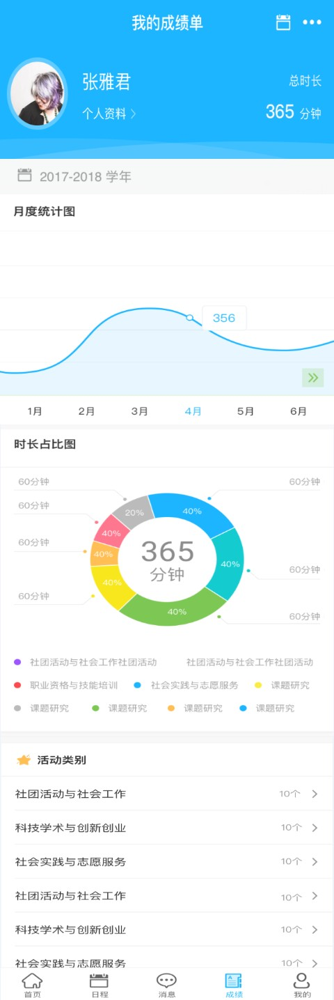 我的成绩单
张雅君
总时长
个人资料
365 分钟
2017-2018 学年
月度统计图
356
1月 2月 3月 4月 5月 6月
时长占比图
60分钟 60分钟
60分钟
20% 40%
40%
60分钟
40% 365 40%
分钟
60分钟
40%
60分钟
40%
60分钟
社团活动与社会工作社团活动 社团活动与社会工作社团活动
职业资格与技能培训 社会实践与志愿服务 课题研究
课题研究 课题研究 课题研究 课题研究
活动类别
社团活动与社会工作 10个
科技学术与创新创业 10个
社会实践与志愿服务 10个
社团活动与社会工作 10个
科技学术与创新创业 10个
社会实践与志愿服务 10个
首页 日程 消息 成绩 我的